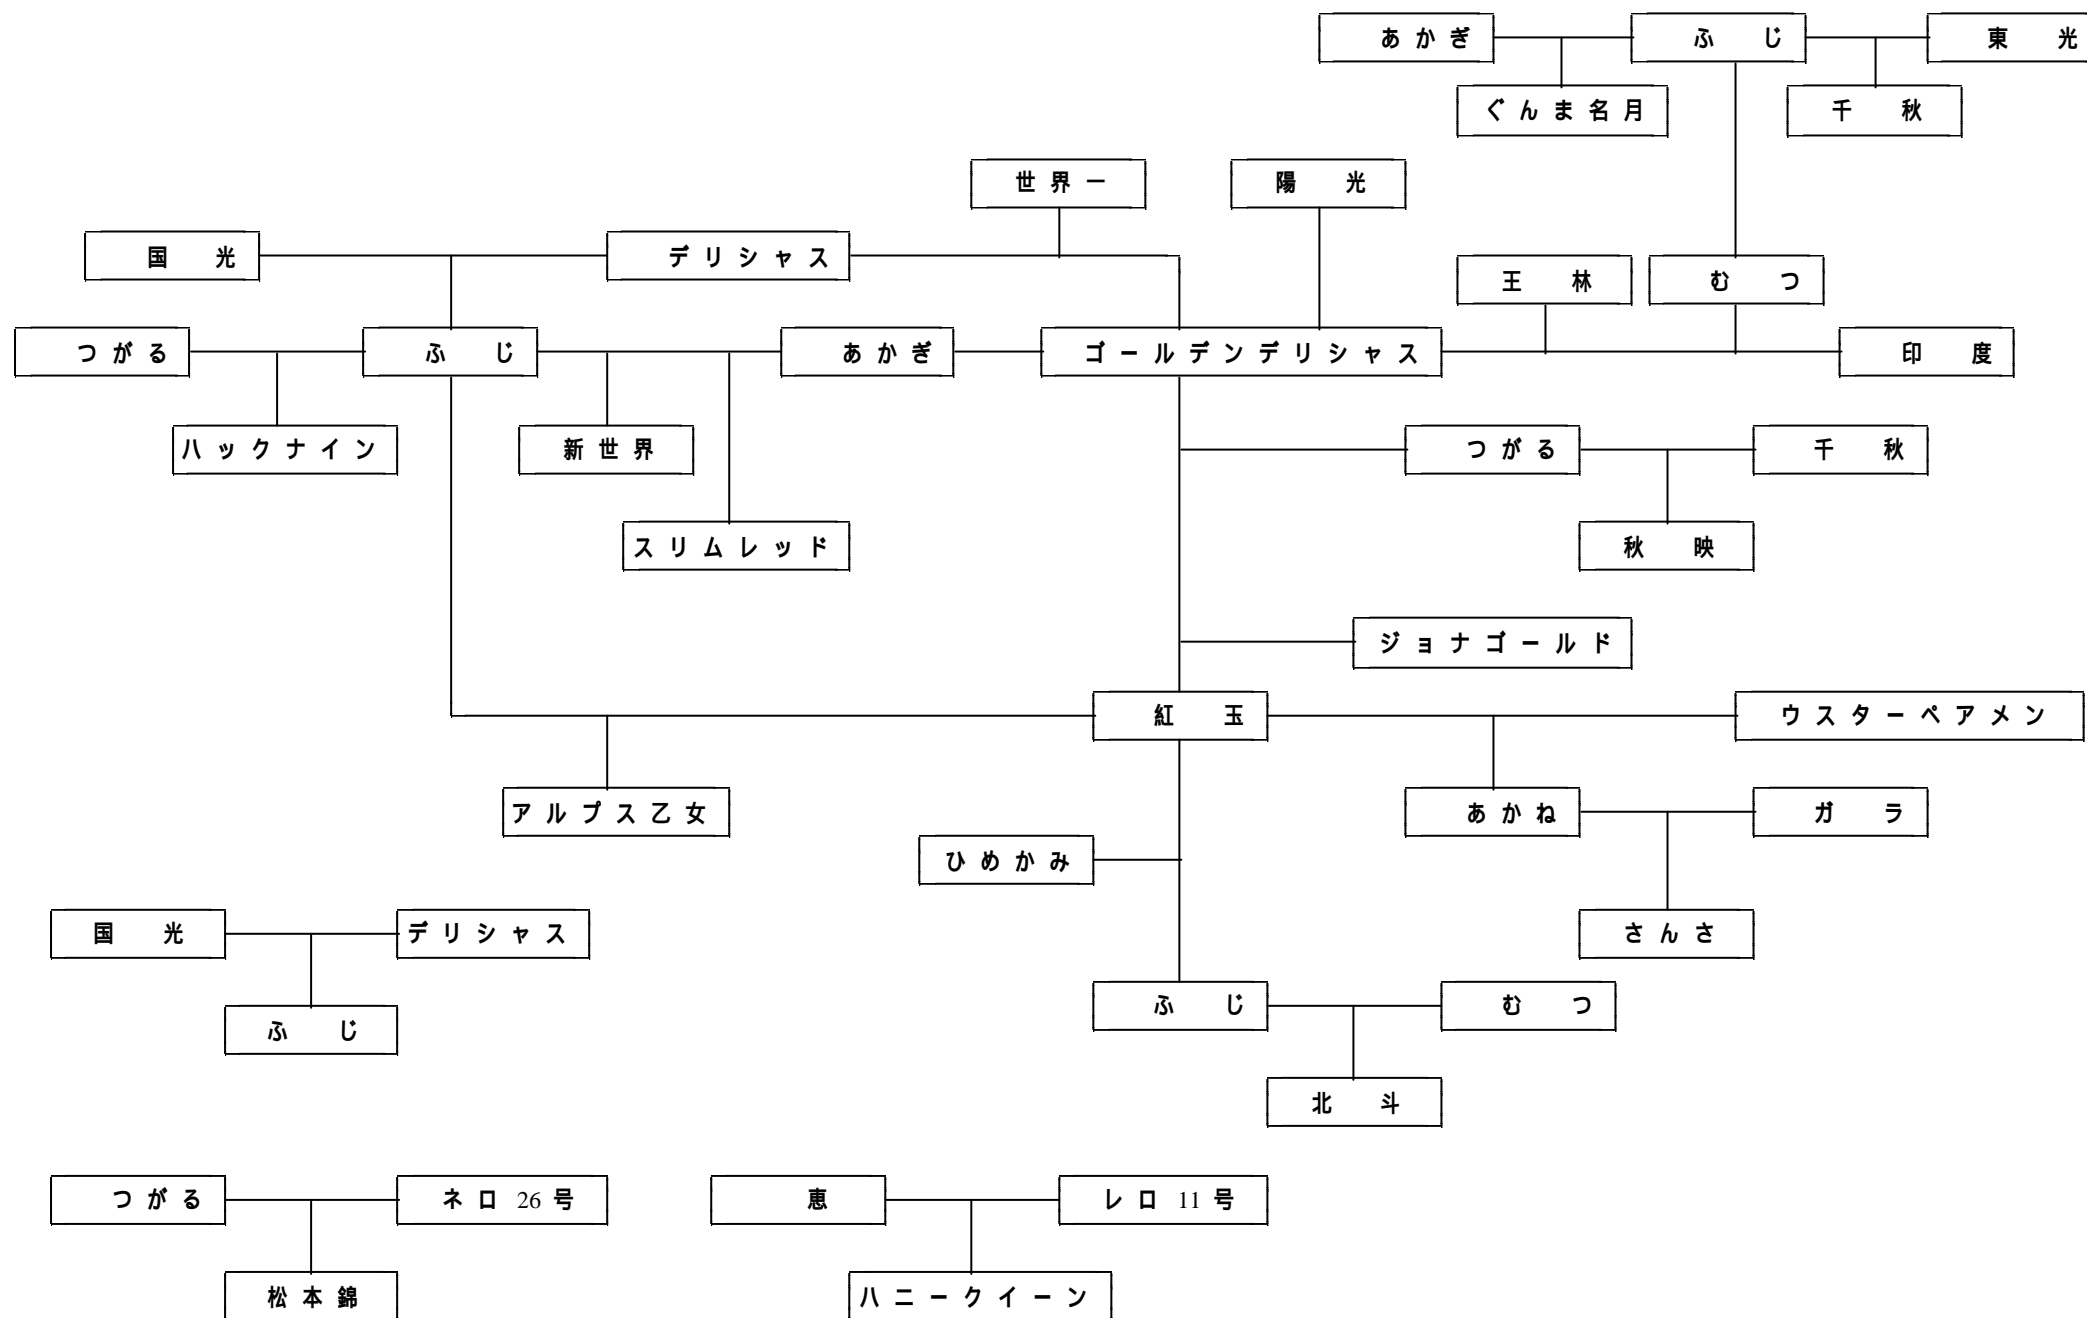 あかぎ
ふじ
東光
ぐんま名月
千秋
世界一
陽光
国光
デリシャス
王林
むつ
つがる
ふじ
あかぎ
ゴールデンデリシャス
印度
ハックナイン
新世界
つがる
千秋
スリムレッド
秋映
ジョナゴールド
紅玉
ウスターペアメン
アルプス乙女
あかね
ガラ
ひめかみ
国光
デリシャス
さんさ
ふじ
ふじ
むつ
北斗
つがる
ネロ 26 号
恵
レロ 11 号
松本錦
ハニークイーン